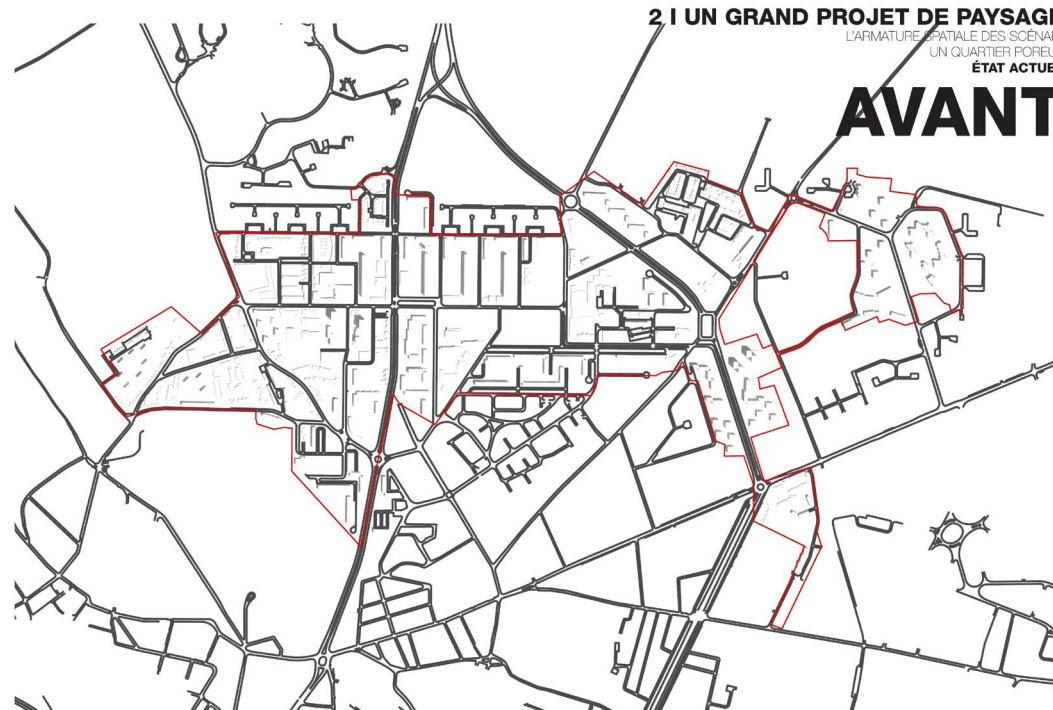 2 I UN GRAND PROJET DE PAYSAG
L'ARMATURE SPATIALE DES SCÉNA
UN QUARTIER POREU
ÉTAT ACTUE
AVANT